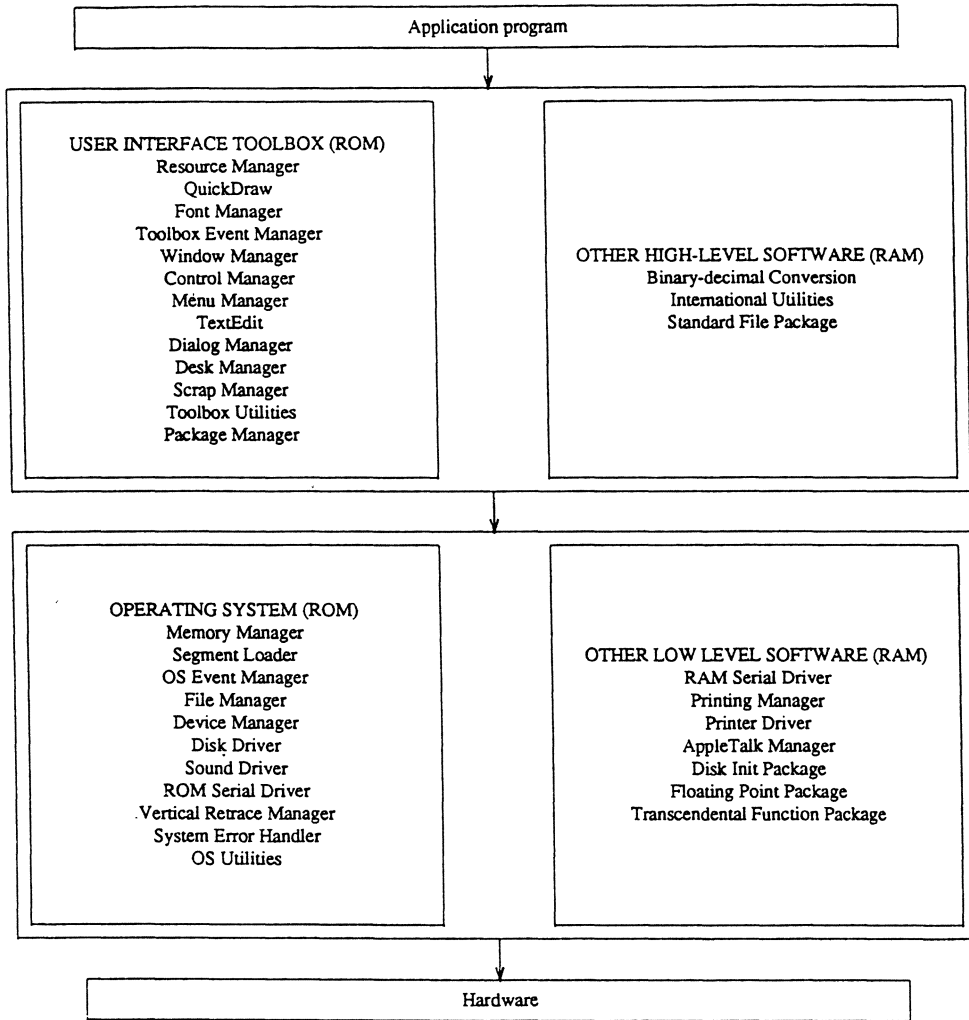 Application program
USER INTERFACE TOOLBOX (ROM)
Resource Manager
QuickDraw
Font Manager
Toolbox Event Manager
Window Manager
Control Manager
Menu Manager
TextEdit
Dialog Manager
Desk Manager
Scrap Manager
Toolbox Utilities
Package Manager
OTHER HIGH-LEVEL SOFTWARE (RAM)
Binary-decimal Conversion
International Utilities
Standard File Package
OPERATING SYSTEM (ROM)
Memory Manager
Segment Loader
OS Event Manager
File Manager
Device Manager
Disk Driver
Sound Driver
ROM Serial Driver
Vertical Retrace Manager
System Error Handler
OS Utilities
OTHER LOW LEVEL SOFTWARE (RAM)
RAM Serial Driver
Printing Manager
Printer Driver
AppleTalk Manager
Disk Init Package
Floating Point Package
Transcendental Function Package
Hardware